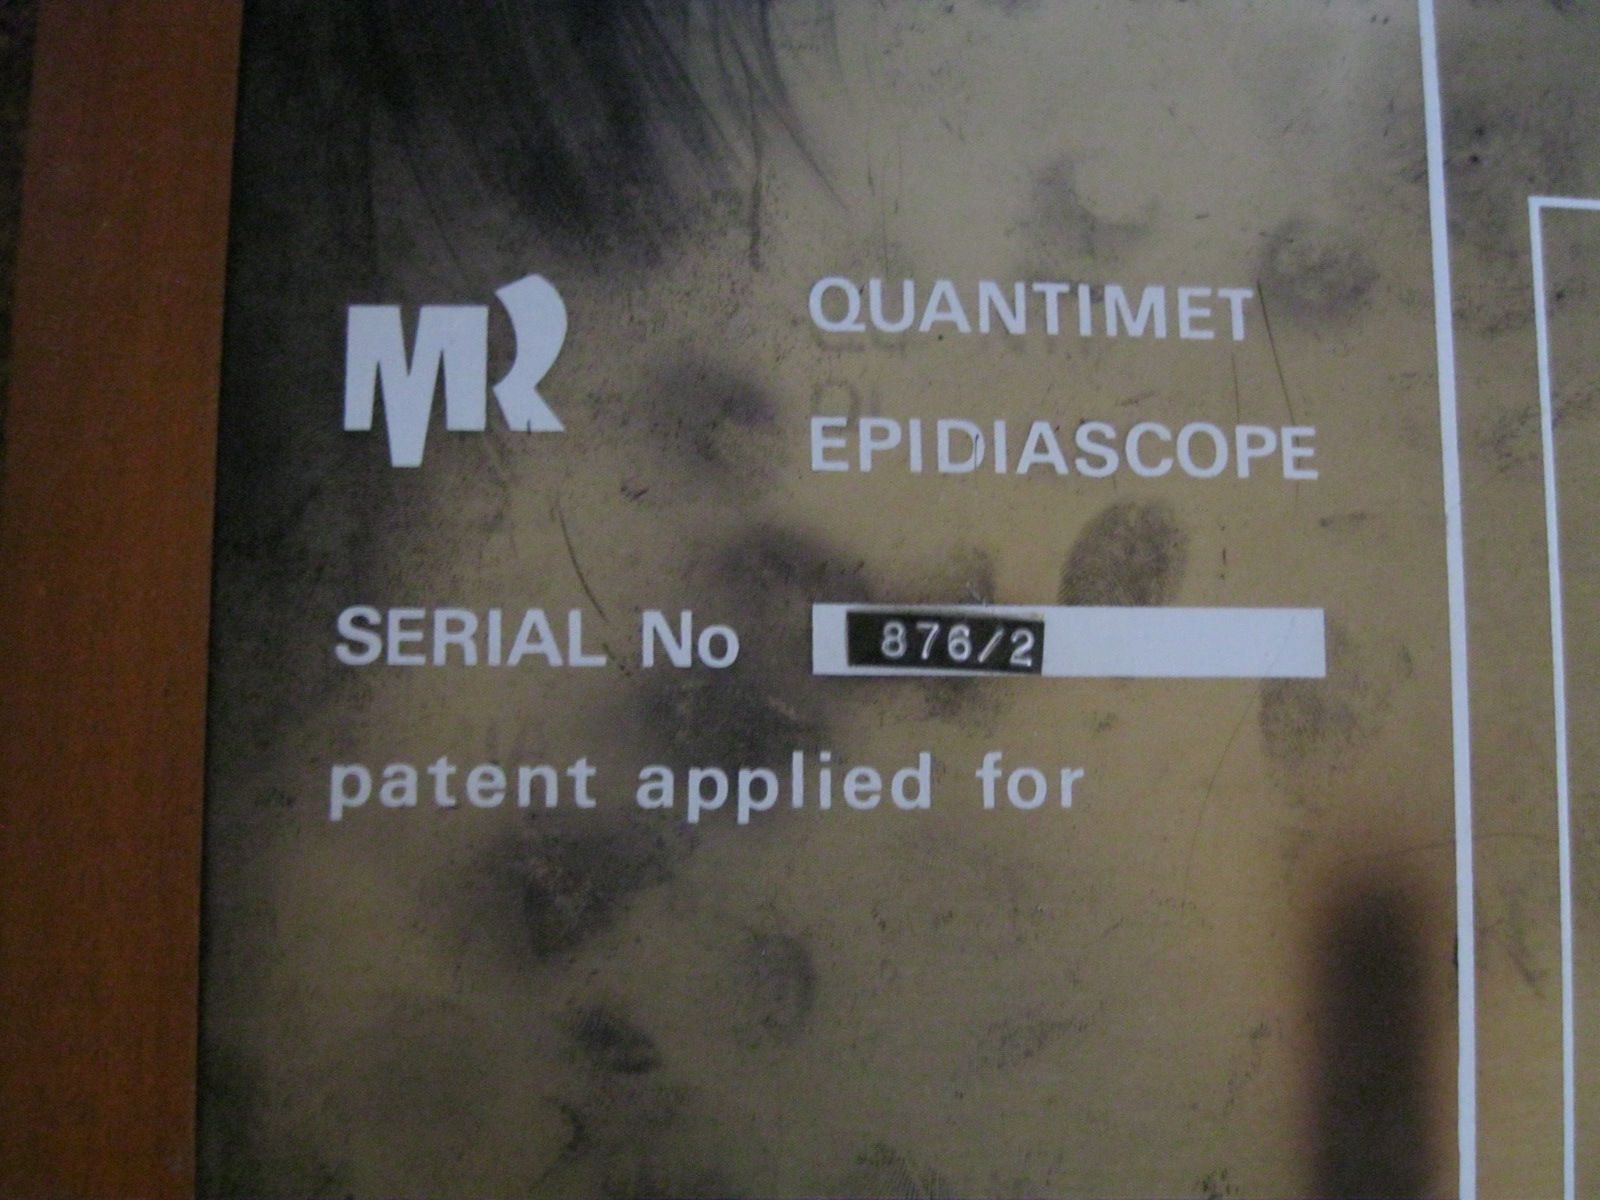 MR
QUANTIMET
EPIDIASCOPE
SERIAL No 876/2
patent applied for